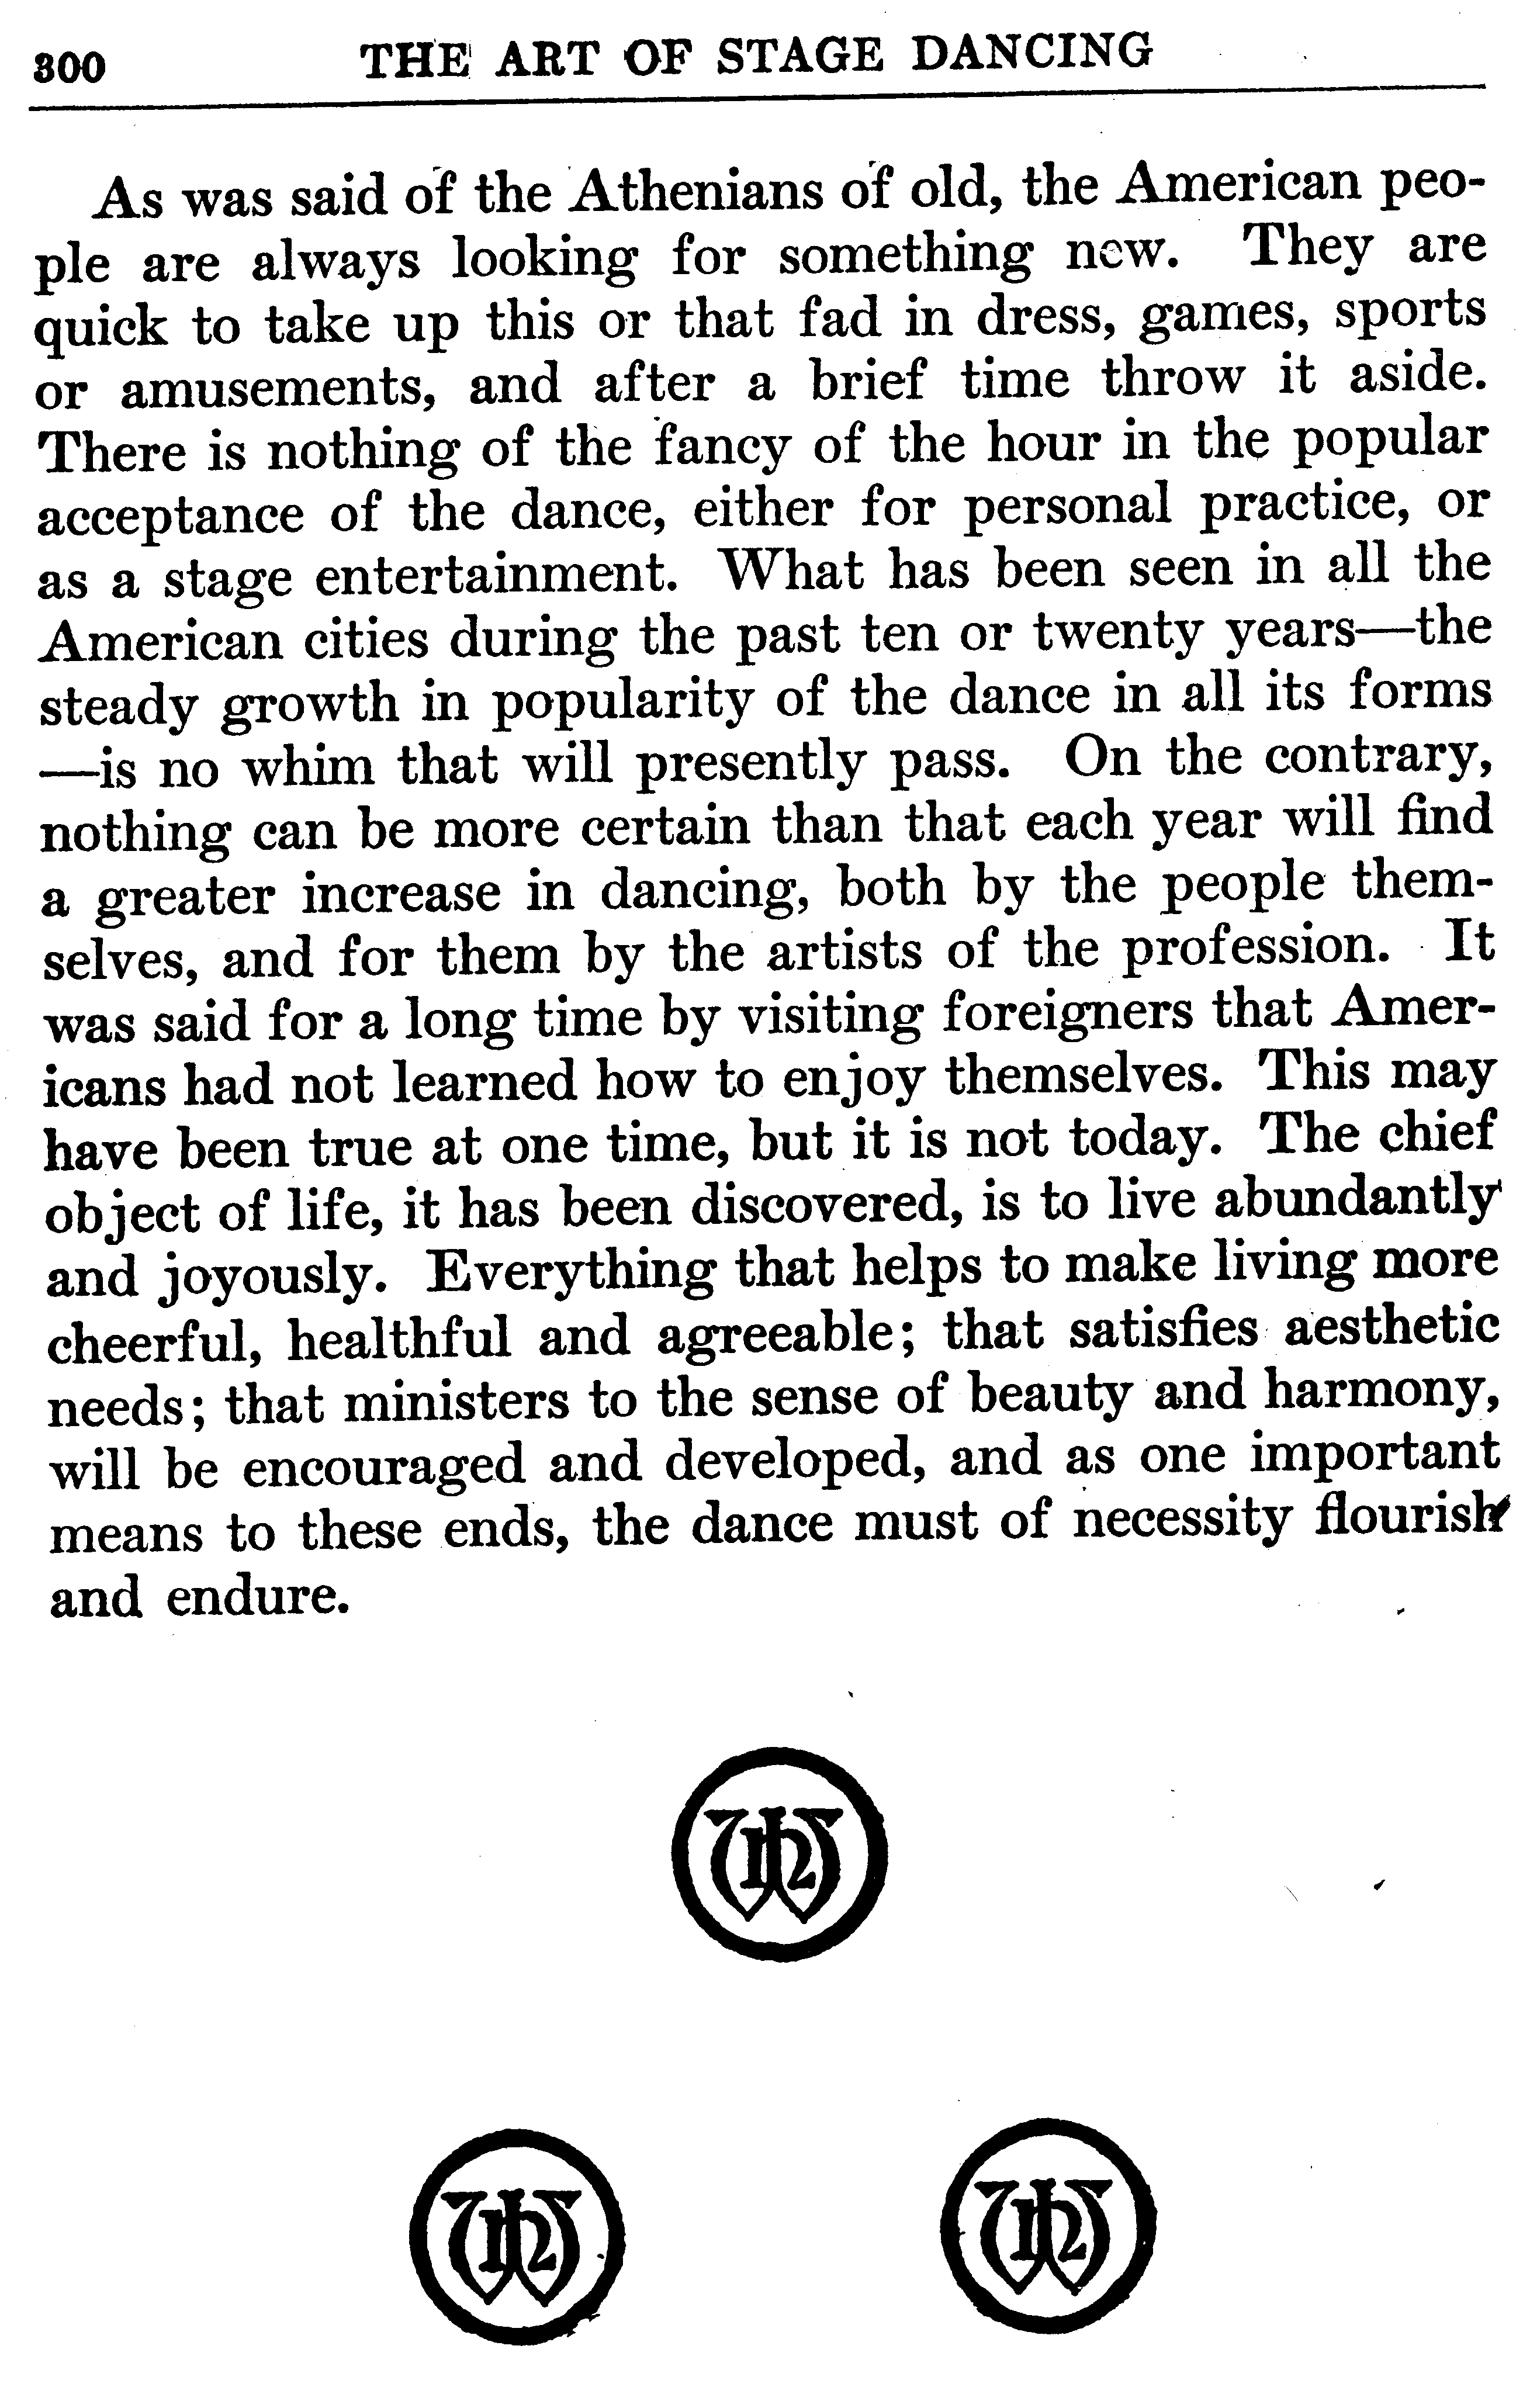 300 THE ART OF STAGE DANCING
As was said of the Athenians of old, the American peo-
ple are always looking for something new. They are
quick to take up this or that fad in dress, games, sports
or amusements, and after a brief time throw it aside.
There is nothing of the fancy of the hour in the popular
acceptance of the dance, either for personal practice, or
as a stage entertainment. What has been seen in all the
American cities during the past ten or twenty years—the
steady growth in popularity of the dance in all its forms
—is no whim that will presently pass. On the contrary,
nothing can be more certain than that each year will find
a greater increase in dancing, both by the people them-
selves, and for them by the artists of the profession. It
was said for a long time by visiting foreigners that Amer-
icans had not learned how to enjoy themselves. This may
have been true at one time, but it is not today. The chief
object of life, it has been discovered, is to live abundantly
and joyously. Everything that helps to make living more
cheerful, healthful and agreeable; that satisfies aesthetic
needs; that ministers to the sense of beauty and harmony,
will be encouraged and developed, and as one important
means to these ends, the dance must of necessity flourish
and endure.